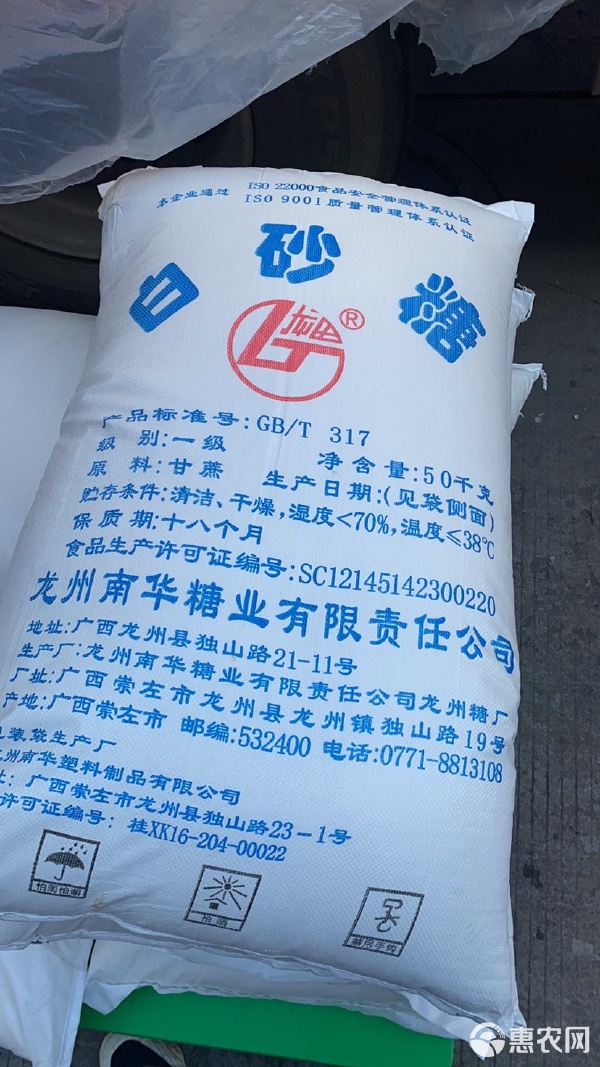 ISO 22000食品安全管理体系认证
本企业通过
ISO 9001质量管理体系认证
白砂糖
龙田®
产品标准号:GB/T 317
级 别:一级 净含量:50千克
原 料:甘蔗 生产日期:(见袋侧面)
贮存条件:清洁、干燥,湿度<70%,温度≤38℃
保 质 期:十八个月
食品生产许可证编号:SC12145142300220
龙州南华糖业有限责任公司
地址:广西龙州县独山路21-11号
生产厂:龙州南华糖业有限责任公司龙州糖厂
厂址:广西崇左市龙州县龙州镇独山路19号
产地:广西崇左市 邮编:532400 电话:0771-8813108
装袋生产厂
州南华塑料制品有限公司
址:广西崇左市龙州县独山路23-1号
许可证编号:桂XK16-204-00022
怕雨怕潮
怕晒
禁用手钩
惠农网